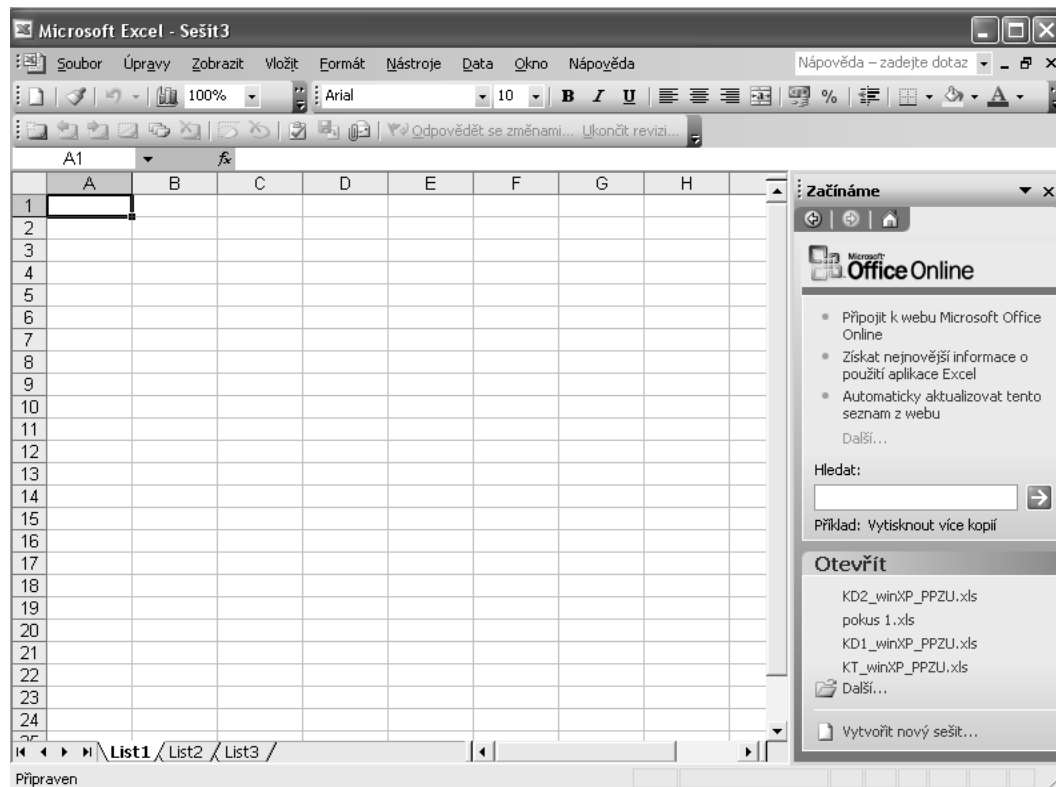 Microsoft Excel - Sešit3
Soubor Úpravy Zobrazit Vložit Formát Nástroje Data Okno Nápověda Nápověda – zadejte dotaz
100% Arial 10 B I U % A
Odpovědět se změnami... Ukončit revizi...
A1 fx
A B C D E F G H
1
2
3
4
5
6
7
8
9
10
11
12
13
14
15
16
17
18
19
20
21
22
23
24
25
List1 List2 List3
Připraven
Začínáme
Microsoft
Office Online
Připojit k webu Microsoft Office
Online
Získat nejnovější informace o
použití aplikace Excel
Automaticky aktualizovat tento
seznam z webu
Další...
Hledat:
Příklad: Vytisknout více kopií
Otevřít
KD2_winXP_PPZU.xls
pokus 1.xls
KD1_winXP_PPZU.xls
KT_winXP_PPZU.xls
Další...
Vytvořit nový sešit...